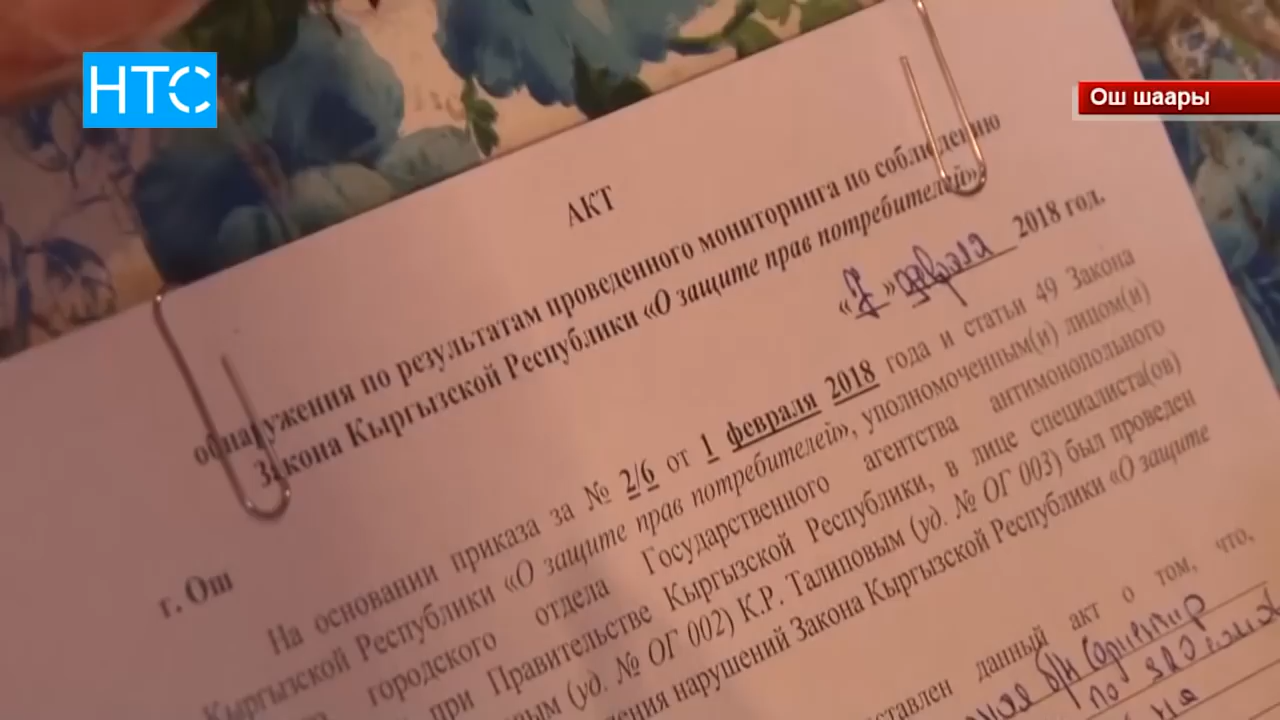 НТС
Ош шаары
АКТ
обнаружения по результатам проведенного мониторинга по соблюдению
Закона Кыргызской Республики «О защите прав потребителей»
« » февраля 2018 год.
г. Ош
На основании приказа за № 2/6 от 1 февраля 2018 года и статьи 49 Закона
Кыргызской Республики «О защите прав потребителей», уполномоченным(и) лицом(и)
городского отдела Государственного агентства антимонопольного
при Правительстве Кыргызской Республики, в лице специалиста(ов)
(уд. № ОГ 002) К.Р. Талиповым (уд. № ОГ 003) был проведен
нарушений Закона Кыргызской Республики «О защите
данный акт о том, что,
по